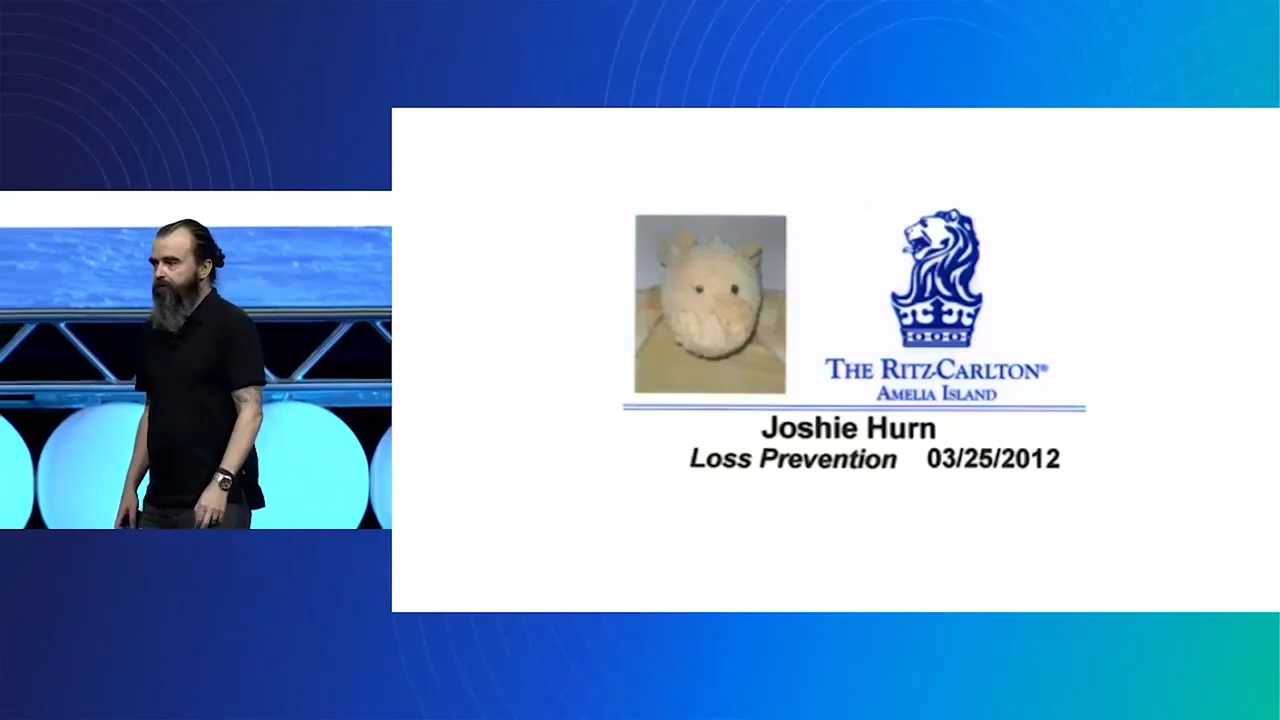 THE RITZ-CARLTON®
AMELIA ISLAND
Joshie Hurn
Loss Prevention 03/25/2012